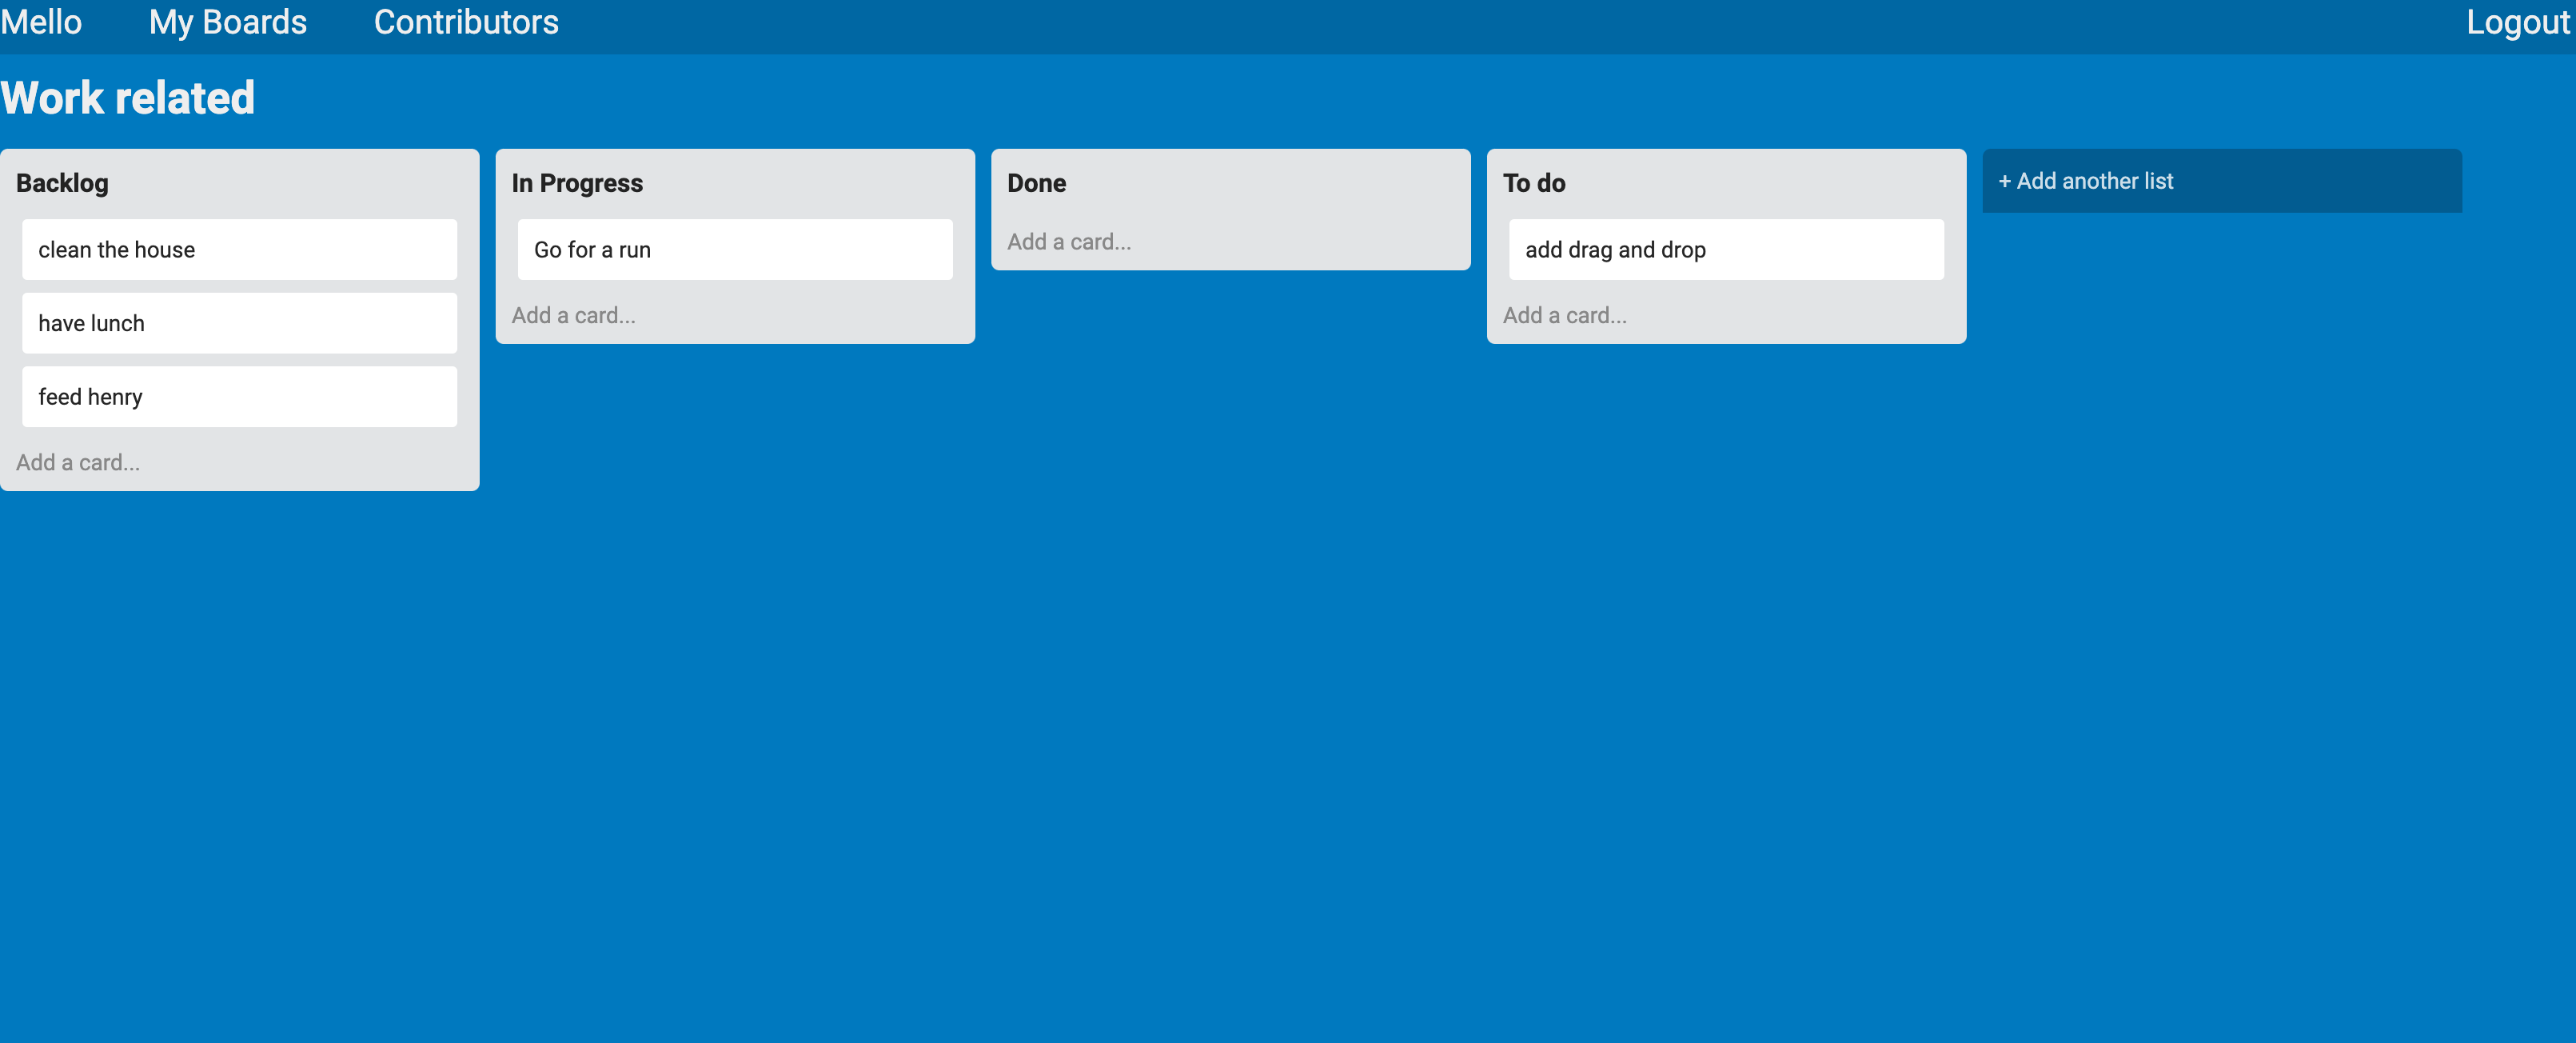 Mello My Boards Contributors Logout
Work related
Backlog
clean the house
have lunch
feed henry
Add a card...
In Progress
Go for a run
Add a card...
Done
Add a card...
To do
add drag and drop
Add a card...
+ Add another list